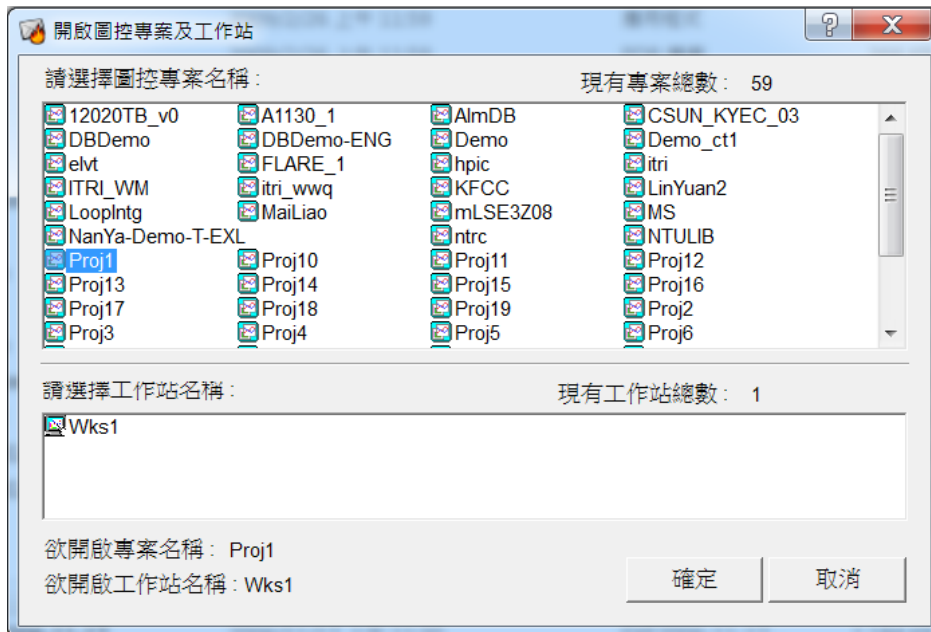 開啟圖控專案及工作站
請選擇圖控專案名稱 : 現有專案總數 : 59
12020TB_v0 A1130_1 AlmDB CSUN_KYEC_03
DBDemo DBDemo-ENG Demo Demo_ct1
elvt FLARE_1 hpic itri
ITRI_WM itri_wwq KFCC LinYuan2
LoopIntg MaiLiao mLSE3Z08 MS
NanYa-Demo-T-EXL ntrc NTULIB
Proj1 Proj10 Proj11 Proj12
Proj13 Proj14 Proj15 Proj16
Proj17 Proj18 Proj19 Proj2
Proj3 Proj4 Proj5 Proj6
請選擇工作站名稱 : 現有工作站總數 : 1
Wks1
欲開啟專案名稱 : Proj1
欲開啟工作站名稱 : Wks1
確定 取消